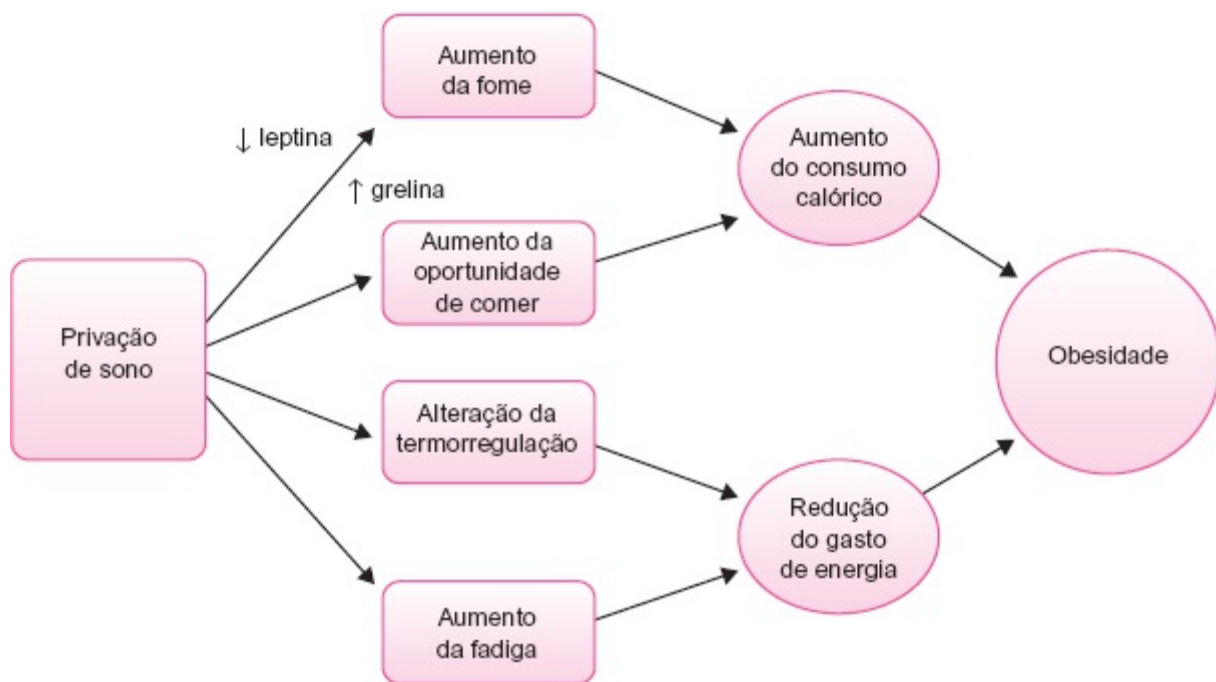 Aumento
da fome
↓ leptina
↑ grelina
Aumento
do consumo
calórico
Aumento da
oportunidade
de comer
Privação
de sono
Obesidade
Alteração da
termorregulação
Redução
do gasto
de energia
Aumento
da fadiga